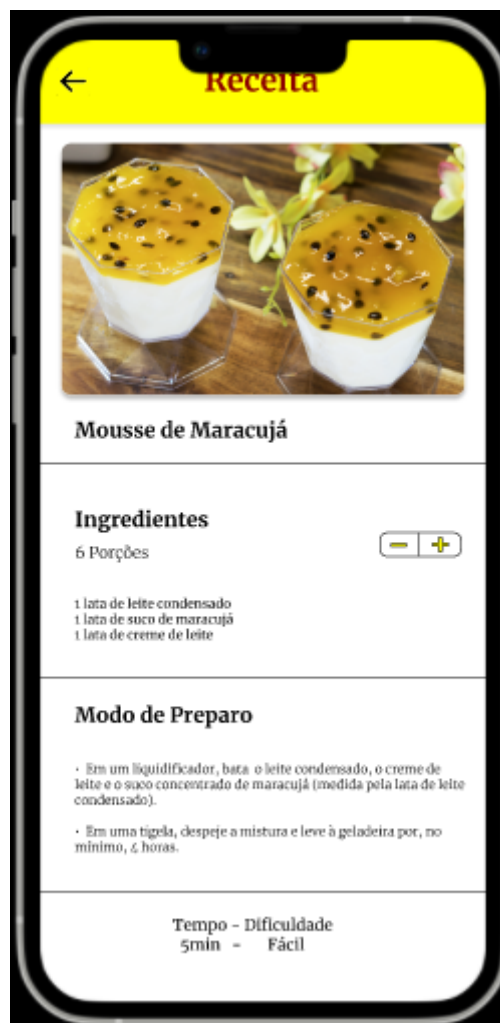 Receita
Mousse de Maracujá
Ingredientes
6 Porções
1 lata de leite condensado
1 lata de suco de maracujá
1 lata de creme de leite
Modo de Preparo
• Em um liquidificador, bata o leite condensado, o creme de
leite e o suco concentrado de maracujá (medida pela lata de leite
condensado).
• Em uma tigela, despeje a mistura e leve à geladeira por, no
mínimo, 4 horas.
Tempo - Dificuldade
5min - Fácil